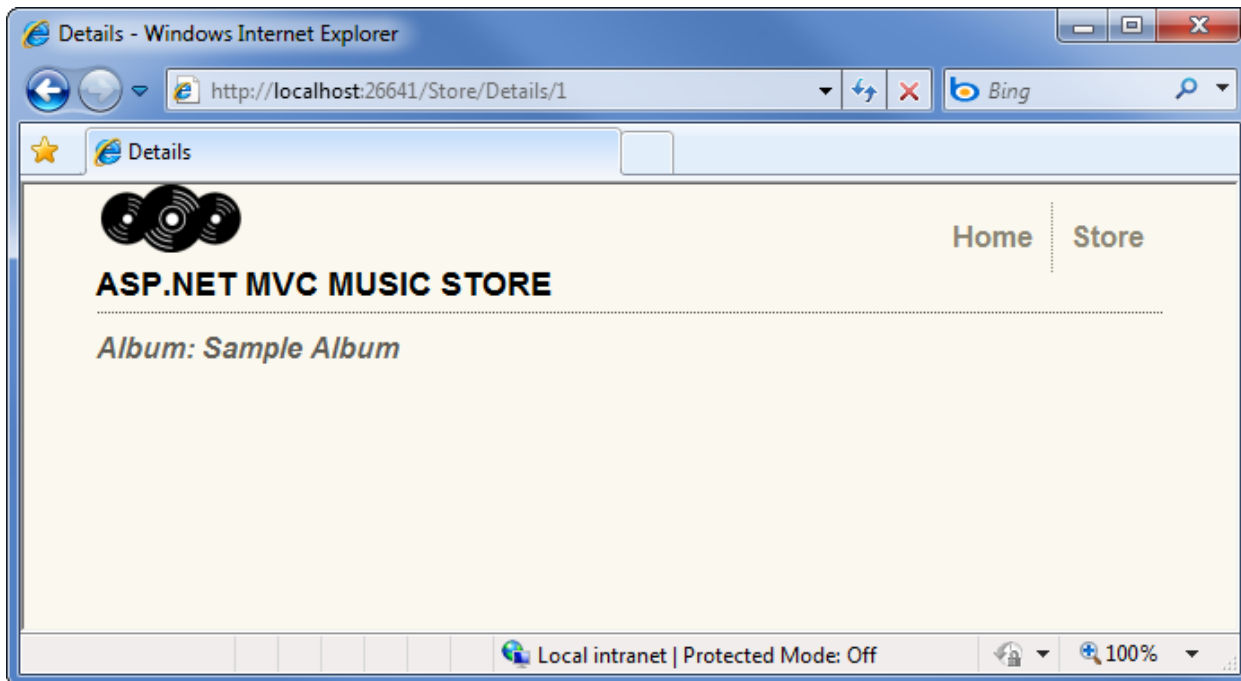 Details - Windows Internet Explorer
http://localhost:26641/Store/Details/1
Bing
Details
Home Store
ASP.NET MVC MUSIC STORE
Album: Sample Album
Local intranet | Protected Mode: Off
100%